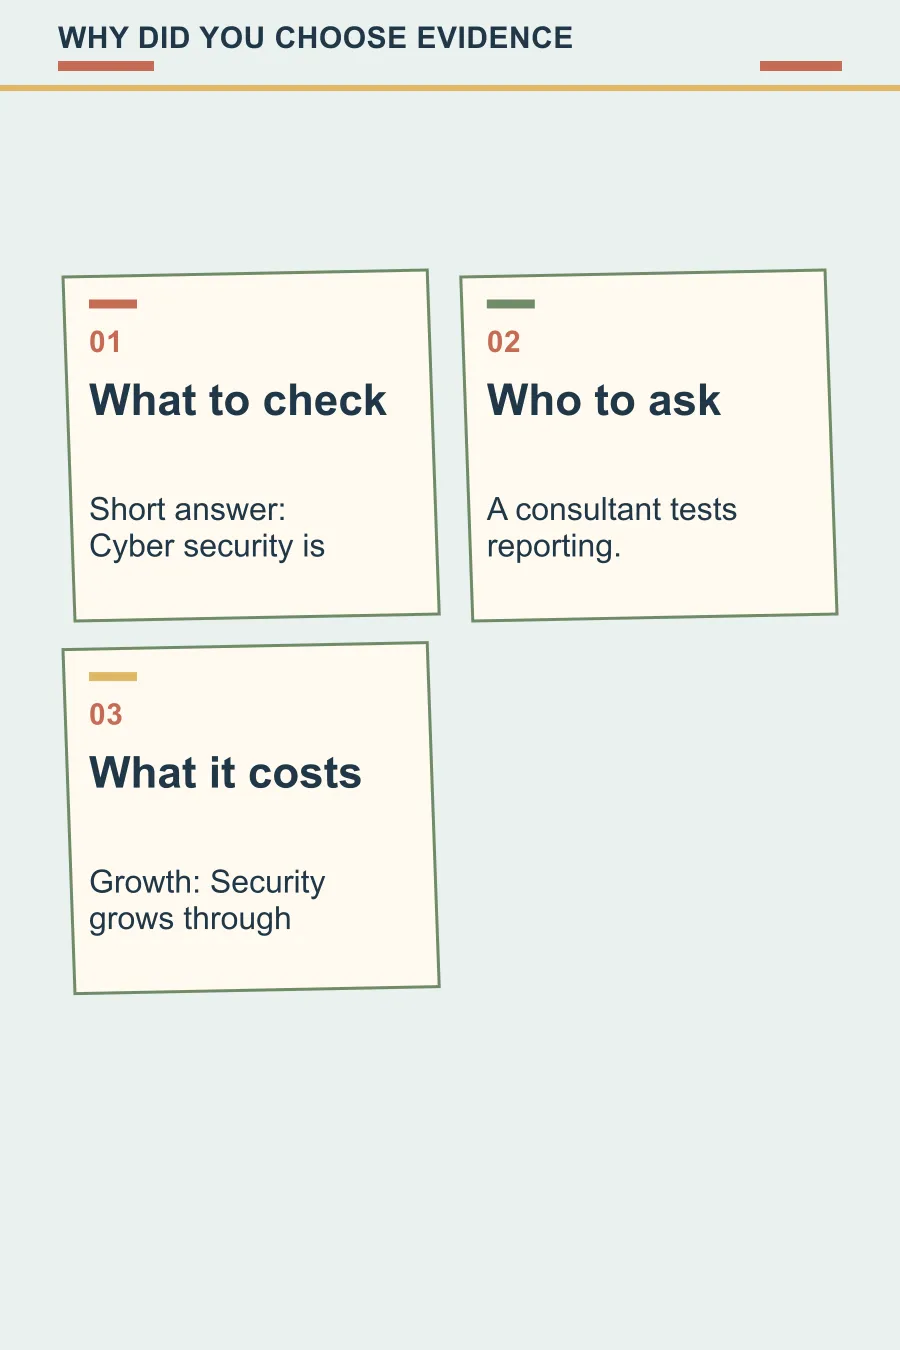 WHY DID YOU CHOOSE EVIDENCE
01
What to check
Short answer:
Cyber security is
02
Who to ask
A consultant tests
reporting.
03
What it costs
Growth: Security
grows through